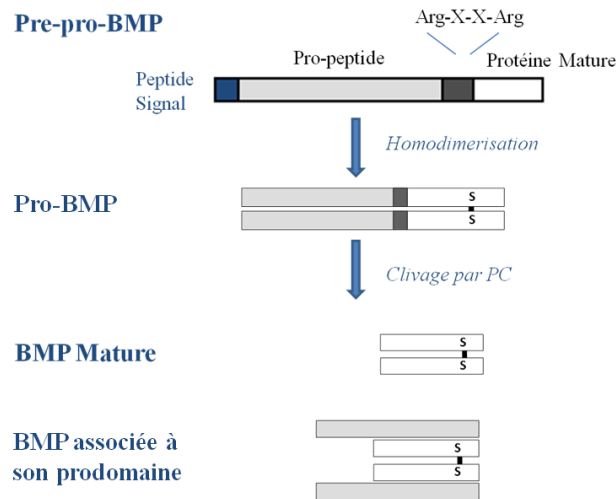 Pre-pro-BMP
Arg-X-X-Arg
Pro-peptide
Protéine Mature
Peptide
Signal
Homodimerisation
Pro-BMP
S
S
Clivage par PC
BMP Mature
S
S
BMP associée à
son prodomaine
S
S